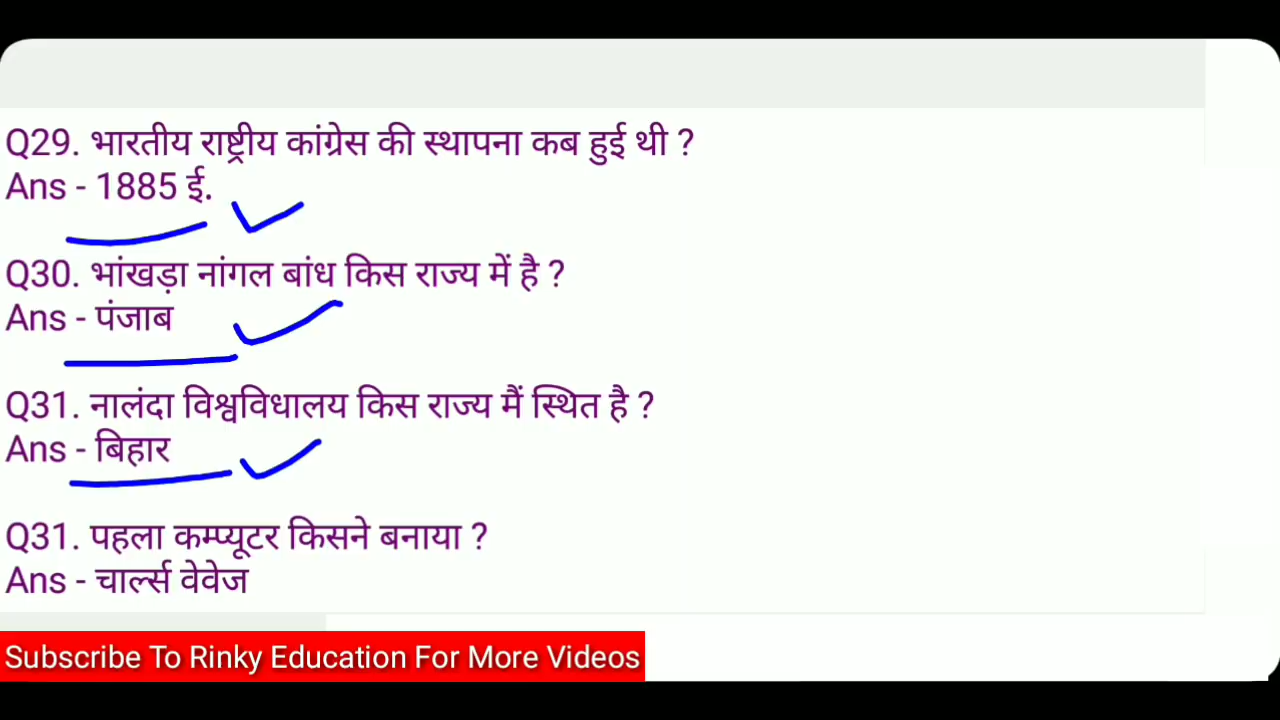 Q29. भारतीय राष्ट्रीय कांग्रेस की स्थापना कब हुई थी ?
Ans - 1885 ई.
Q30. भांखड़ा नांगल बांध किस राज्य में है ?
Ans - पंजाब
Q31. नालंदा विश्वविधालय किस राज्य मैं स्थित है ?
Ans - बिहार
Q31. पहला कम्प्यूटर किसने बनाया ?
Ans - चार्ल्स वेवेज
Subscribe To Rinky Education For More Videos